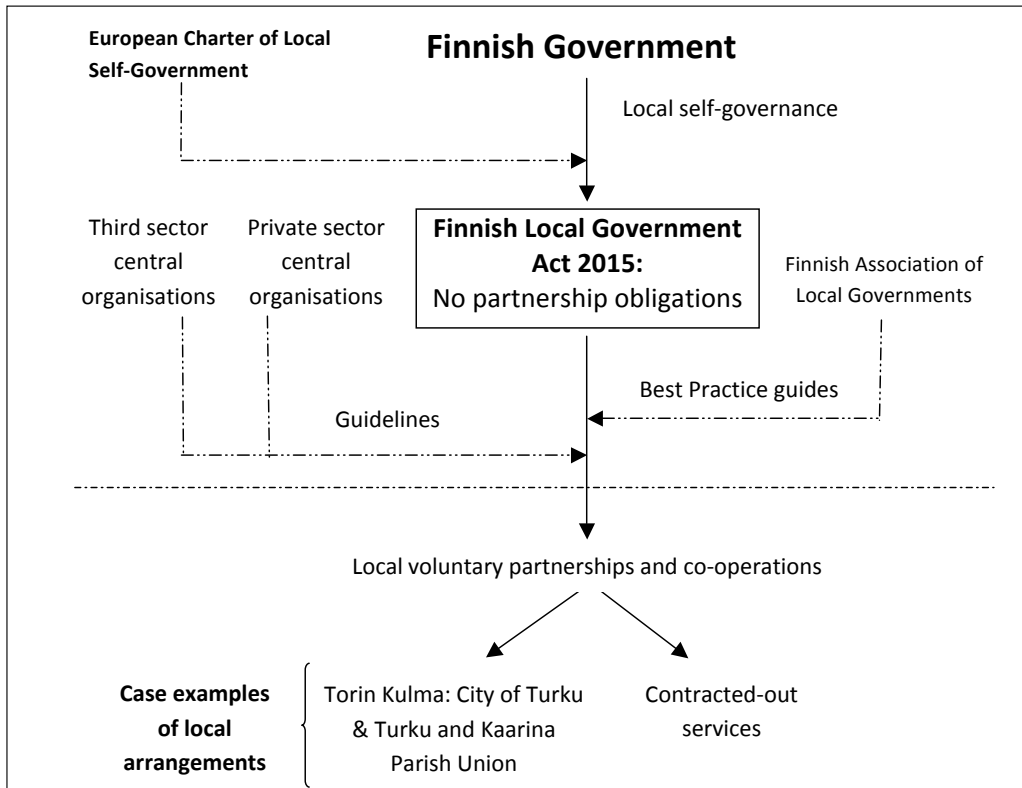 European Charter of Local
Self-Government
Finnish Government
Local self-governance
Third sector
central
organisations
Private sector
central
organisations
Finnish Local Government
Act 2015:
No partnership obligations
Finnish Association of
Local Governments
Best Practice guides
Guidelines
Local voluntary partnerships and co-operations
Case examples
of local
arrangements
Torin Kulma: City of Turku
& Turku and Kaarina
Parish Union
Contracted-out
services